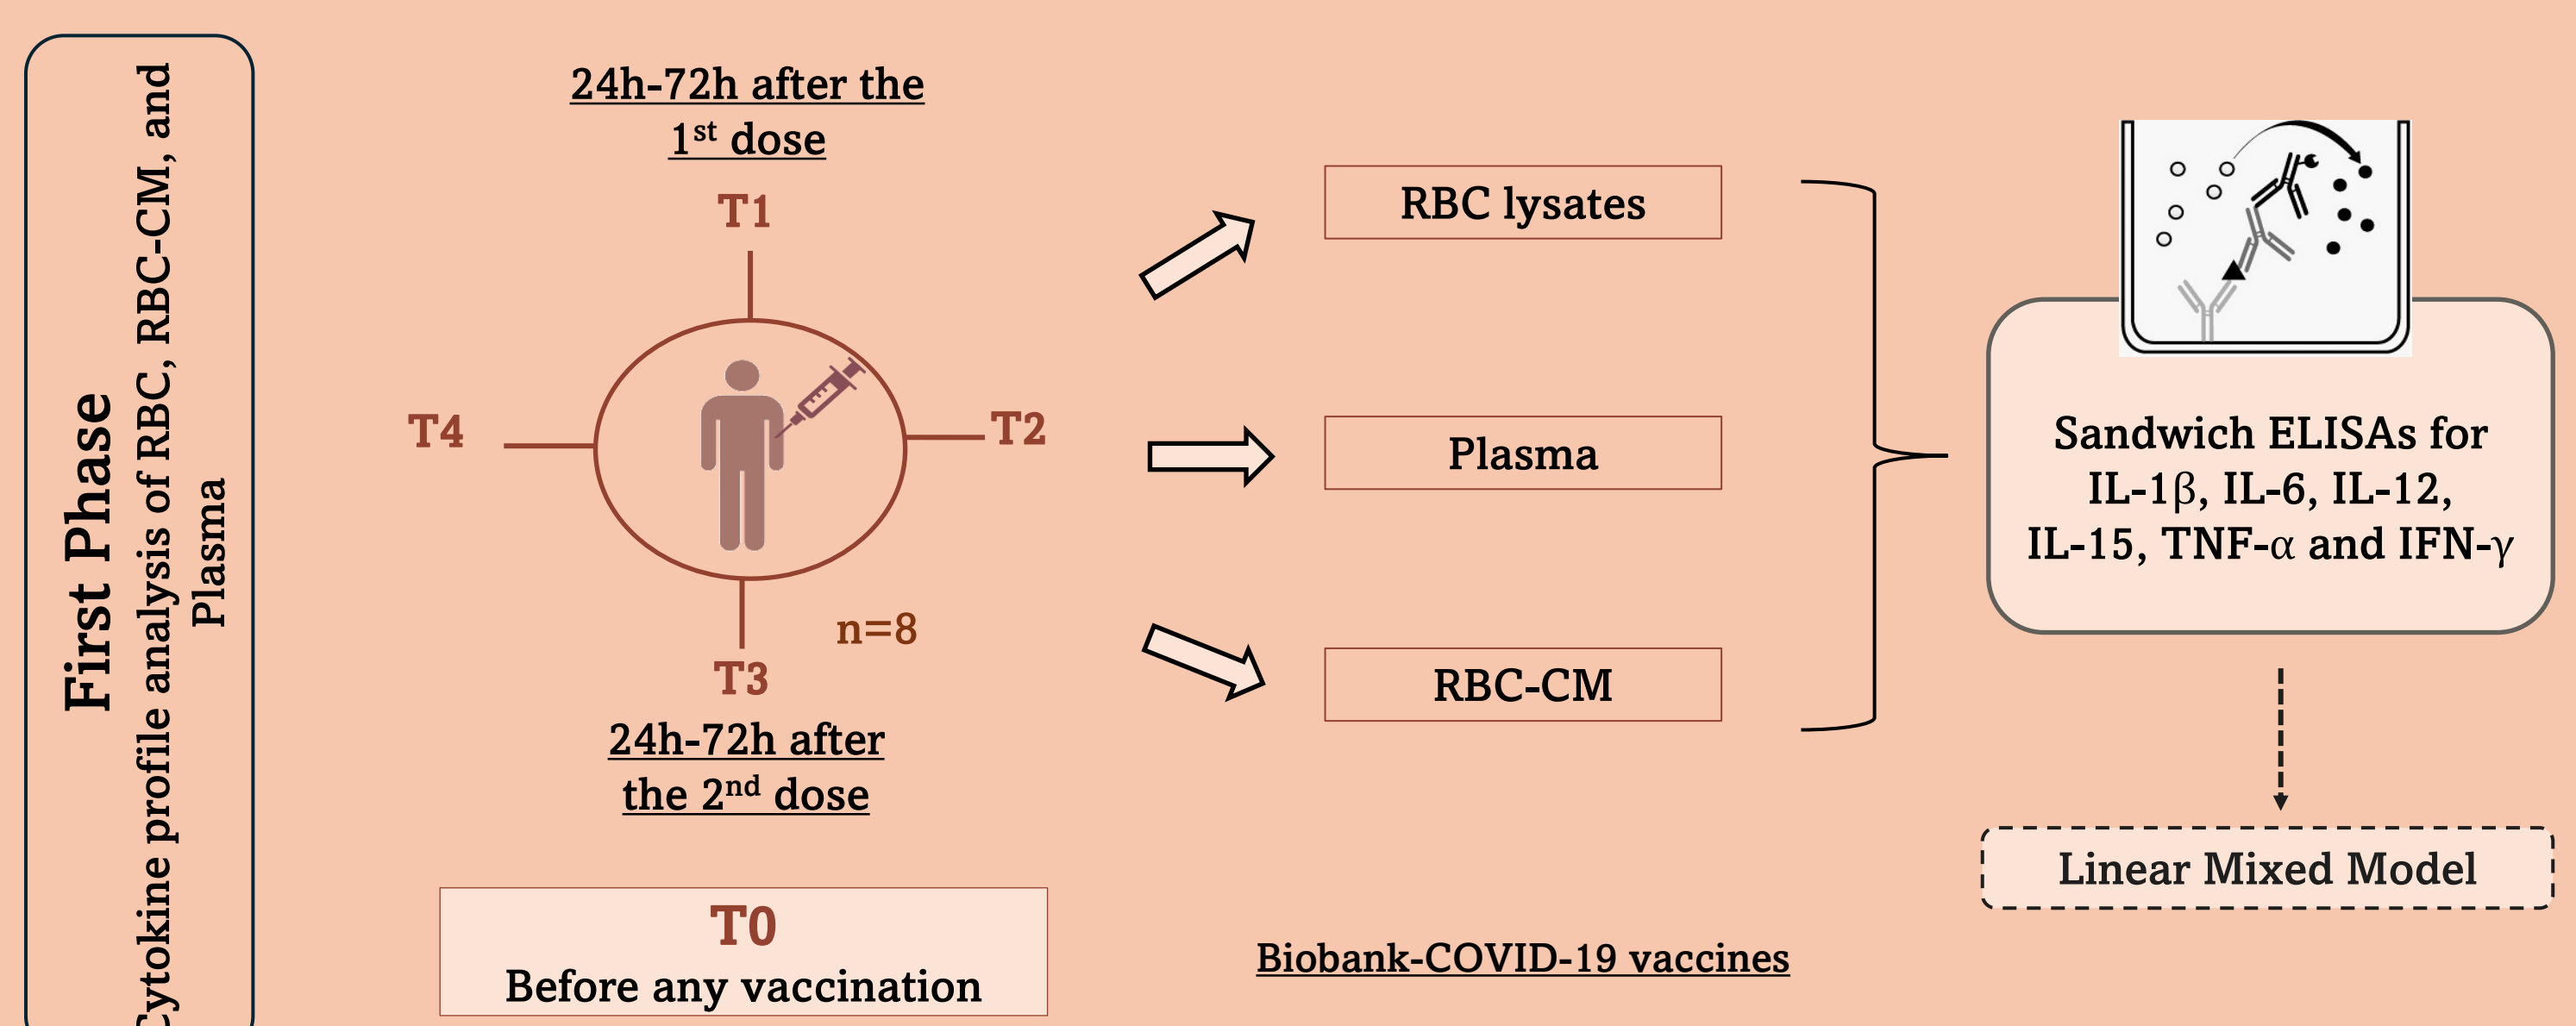 First Phase
Cytokine profile analysis of RBC, RBC-CM, and
Plasma
24h-72h after the
1st dose
T1
T4
T2
n=8
T3
24h-72h after
the 2nd dose
T0
Before any vaccination
RBC lysates
Plasma
RBC-CM
Biobank-COVID-19 vaccines
Sandwich ELISAs for
IL-1β, IL-6, IL-12,
IL-15, TNF-α and IFN-γ
Linear Mixed Model